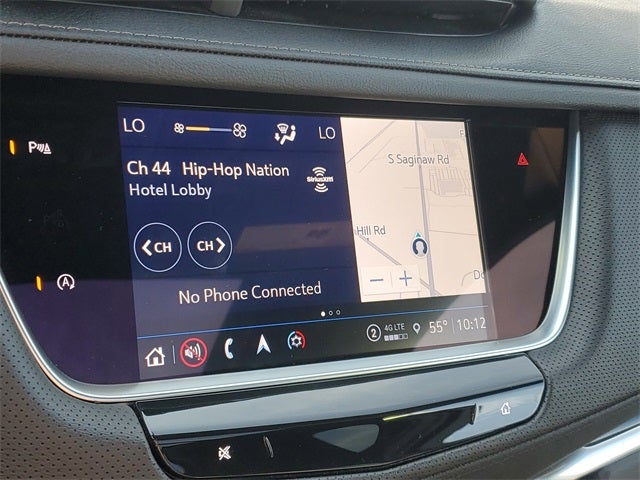 LO
LO
P
Ch 44 Hip-Hop Nation
Hotel Lobby
SiriusXM
S Saginaw Rd
Hill Rd
A
CH
CH
No Phone Connected
2
4G LTE
55°
10:12